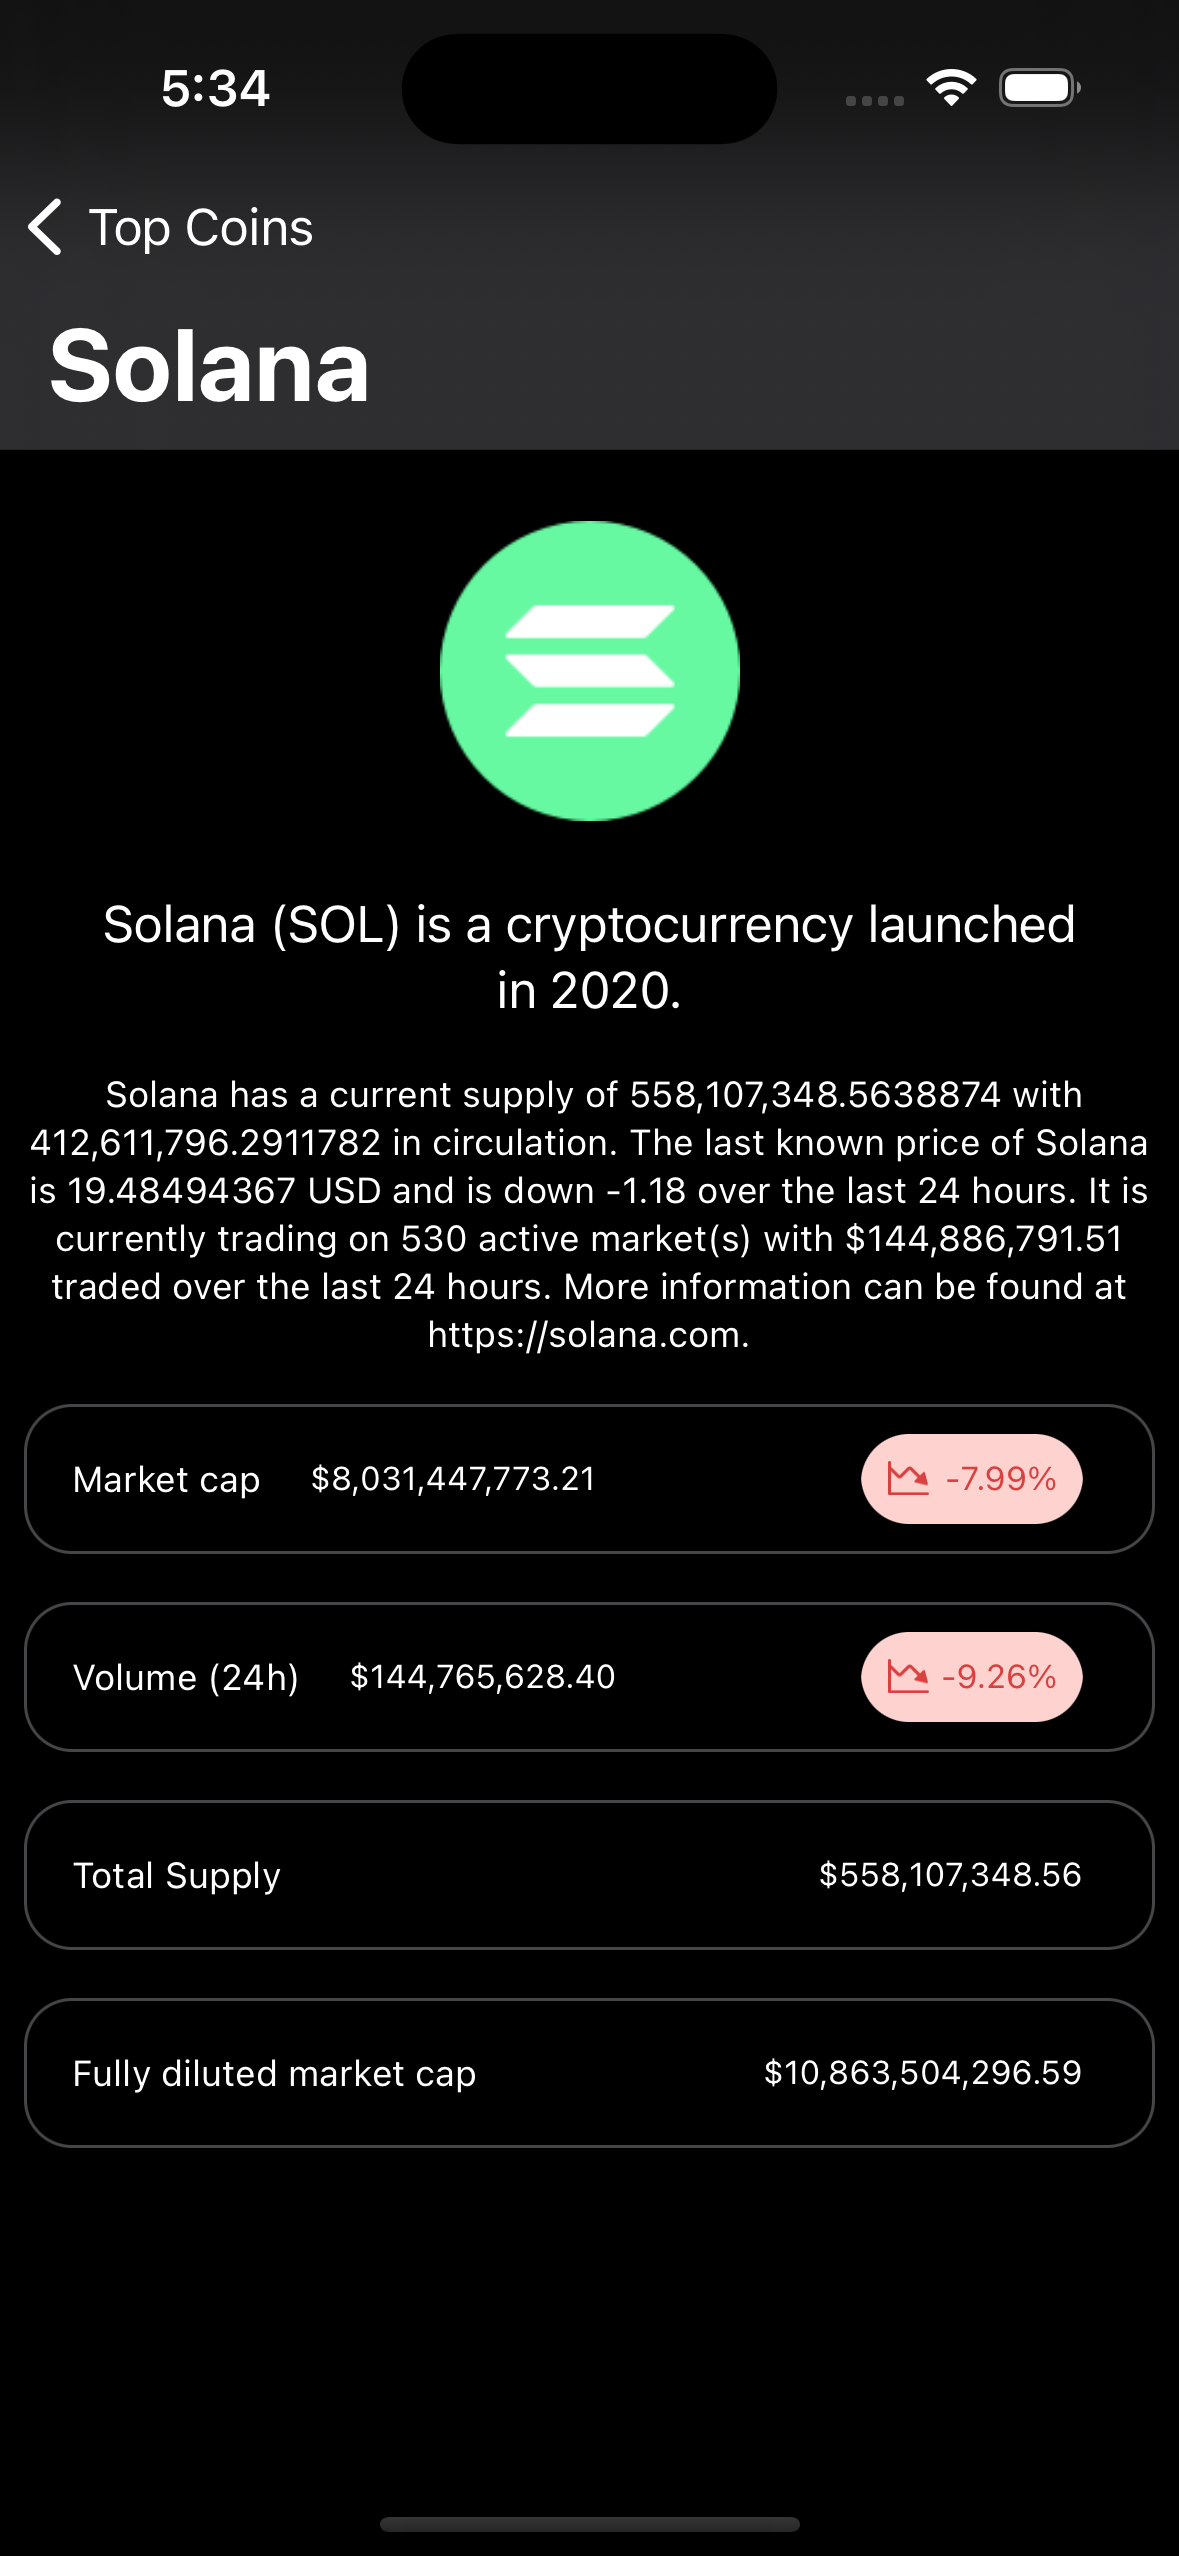 5:34
Top Coins
Solana
Solana (SOL) is a cryptocurrency launched
in 2020.
Solana has a current supply of 558,107,348.5638874 with
412,611,796.2911782 in circulation. The last known price of Solana
is 19.48494367 USD and is down -1.18 over the last 24 hours. It is
currently trading on 530 active market(s) with $144,886,791.51
traded over the last 24 hours. More information can be found at
https://solana.com.
Market cap $8,031,447,773.21 -7.99%
Volume (24h) $144,765,628.40 -9.26%
Total Supply $558,107,348.56
Fully diluted market cap $10,863,504,296.59